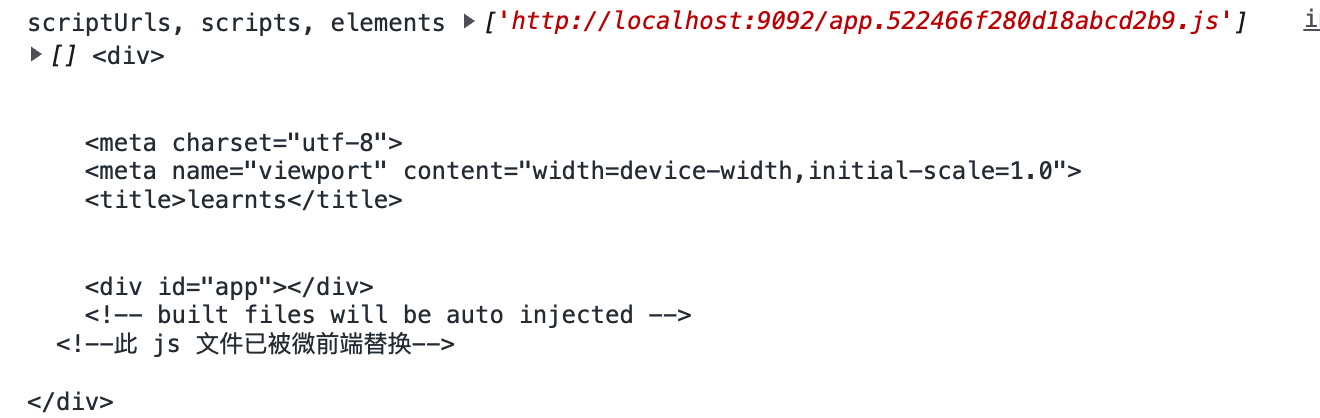 scriptUrls, scripts, elements ▶['http://localhost:9092/app.522466f280d18abcd2b9.js']
▶[] <div>
<meta charset="utf-8">
<meta name="viewport" content="width=device-width,initial-scale=1.0">
<title>learnts</title>
<div id="app"></div>
<!-- built files will be auto injected -->
<!--此 js 文件已被微前端替换-->
</div>